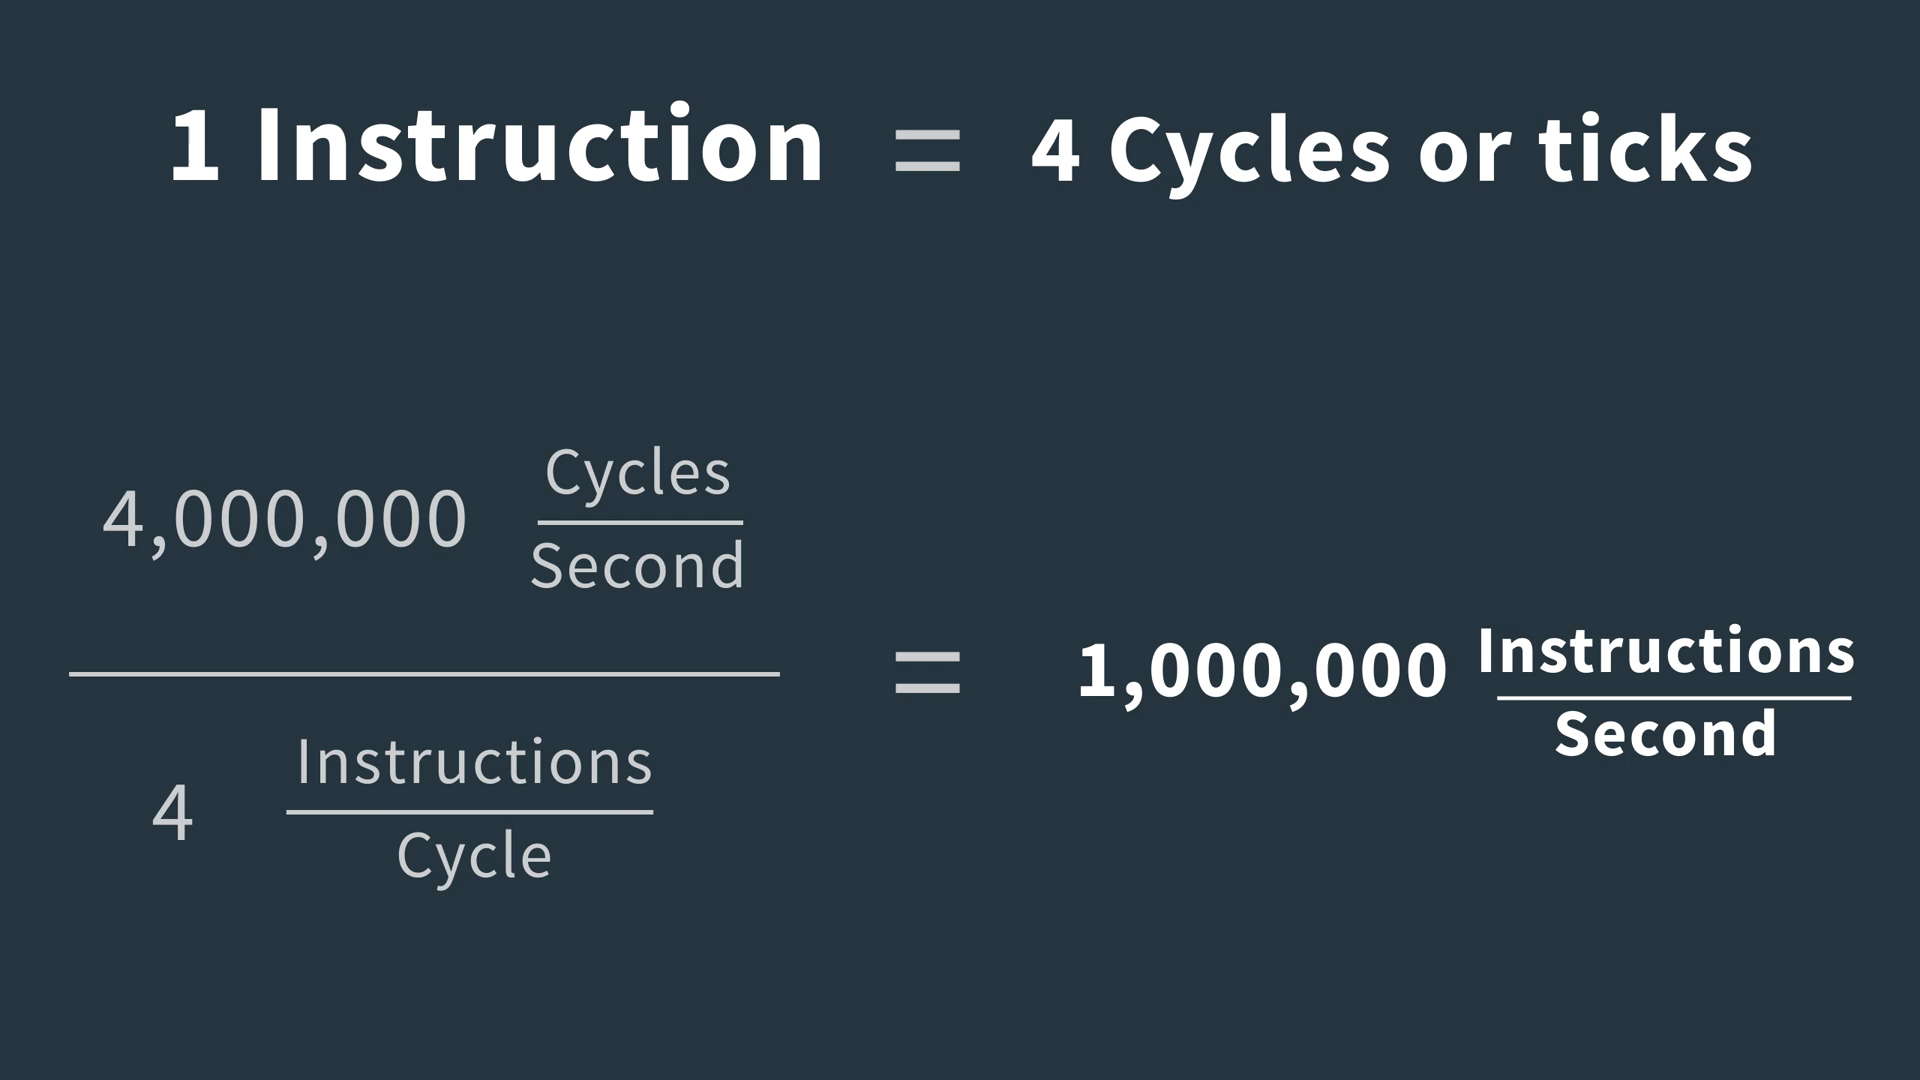 1 Instruction = 4 Cycles or ticks
4,000,000 Cycles
Second
4 Instructions
Cycle
= 1,000,000 Instructions
Second